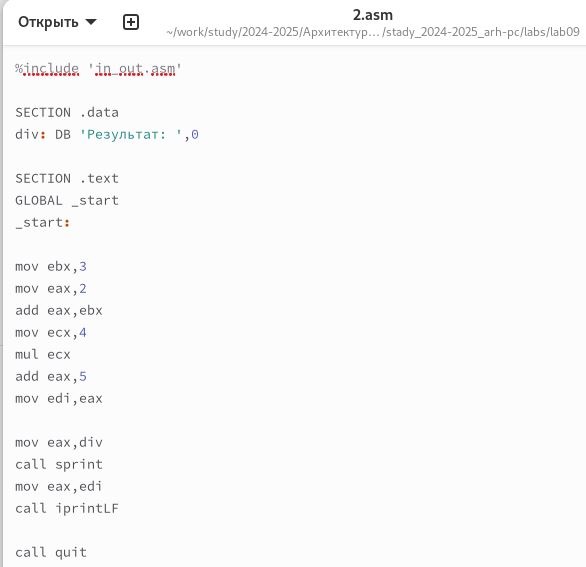 Открыть
2.asm
~/work/study/2024-2025/Архитектур… /stady_2024-2025_arh-pc/labs/lab09
%include 'in_out.asm'
SECTION .data
div: DB 'Результат: ',0
SECTION .text
GLOBAL _start
_start:
mov ebx,3
mov eax,2
add eax,ebx
mov ecx,4
mul ecx
add eax,5
mov edi,eax
mov eax,div
call sprint
mov eax,edi
call iprintLF
call quit